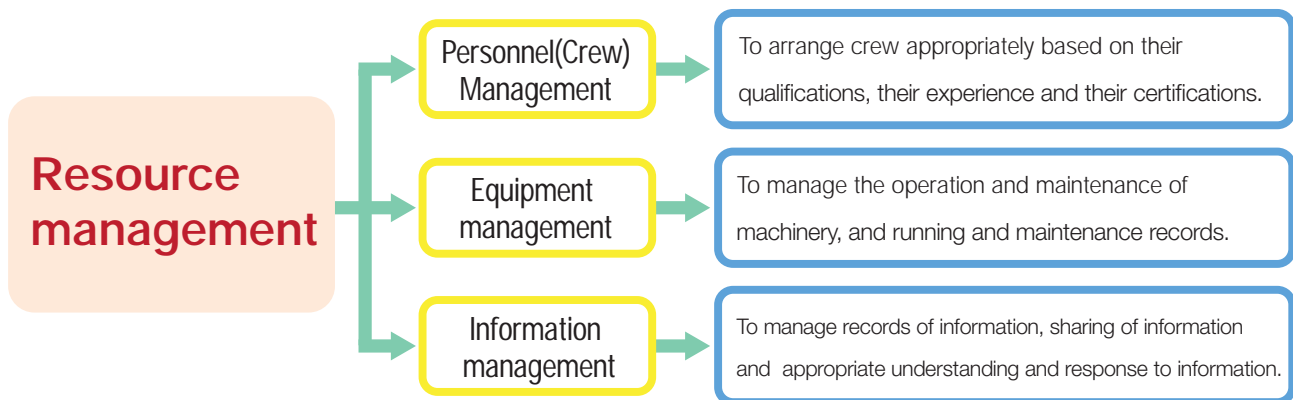 Resource
management
Personnel(Crew)
Management
To arrange crew appropriately based on their
qualifications, their experience and their certifications.
Equipment
management
To manage the operation and maintenance of
machinery, and running and maintenance records.
Information
management
To manage records of information, sharing of information
and appropriate understanding and response to information.